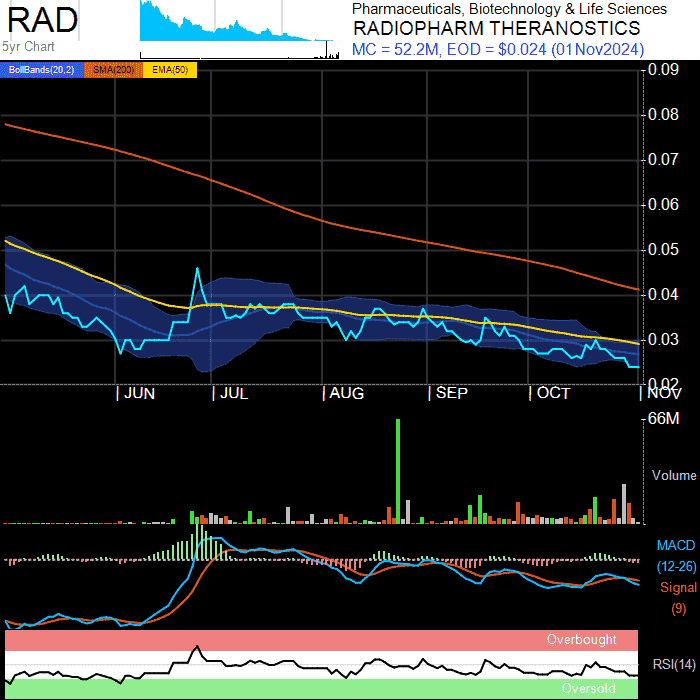 RAD
5yr Chart
Pharmaceuticals, Biotechnology & Life Sciences
RADIOPHARM THERANOSTICS
MC = 52.2M, EOD = $0.024 (01Nov2024)
BollBands(20,2) SMA(200) EMA(50)
0.09
0.08
0.07
0.06
0.05
0.04
0.03
0.02
JUN JUL AUG SEP OCT NOV
66M
Volume
MACD
(12-26)
Signal
(9)
Overbought
RSI(14)
Oversold